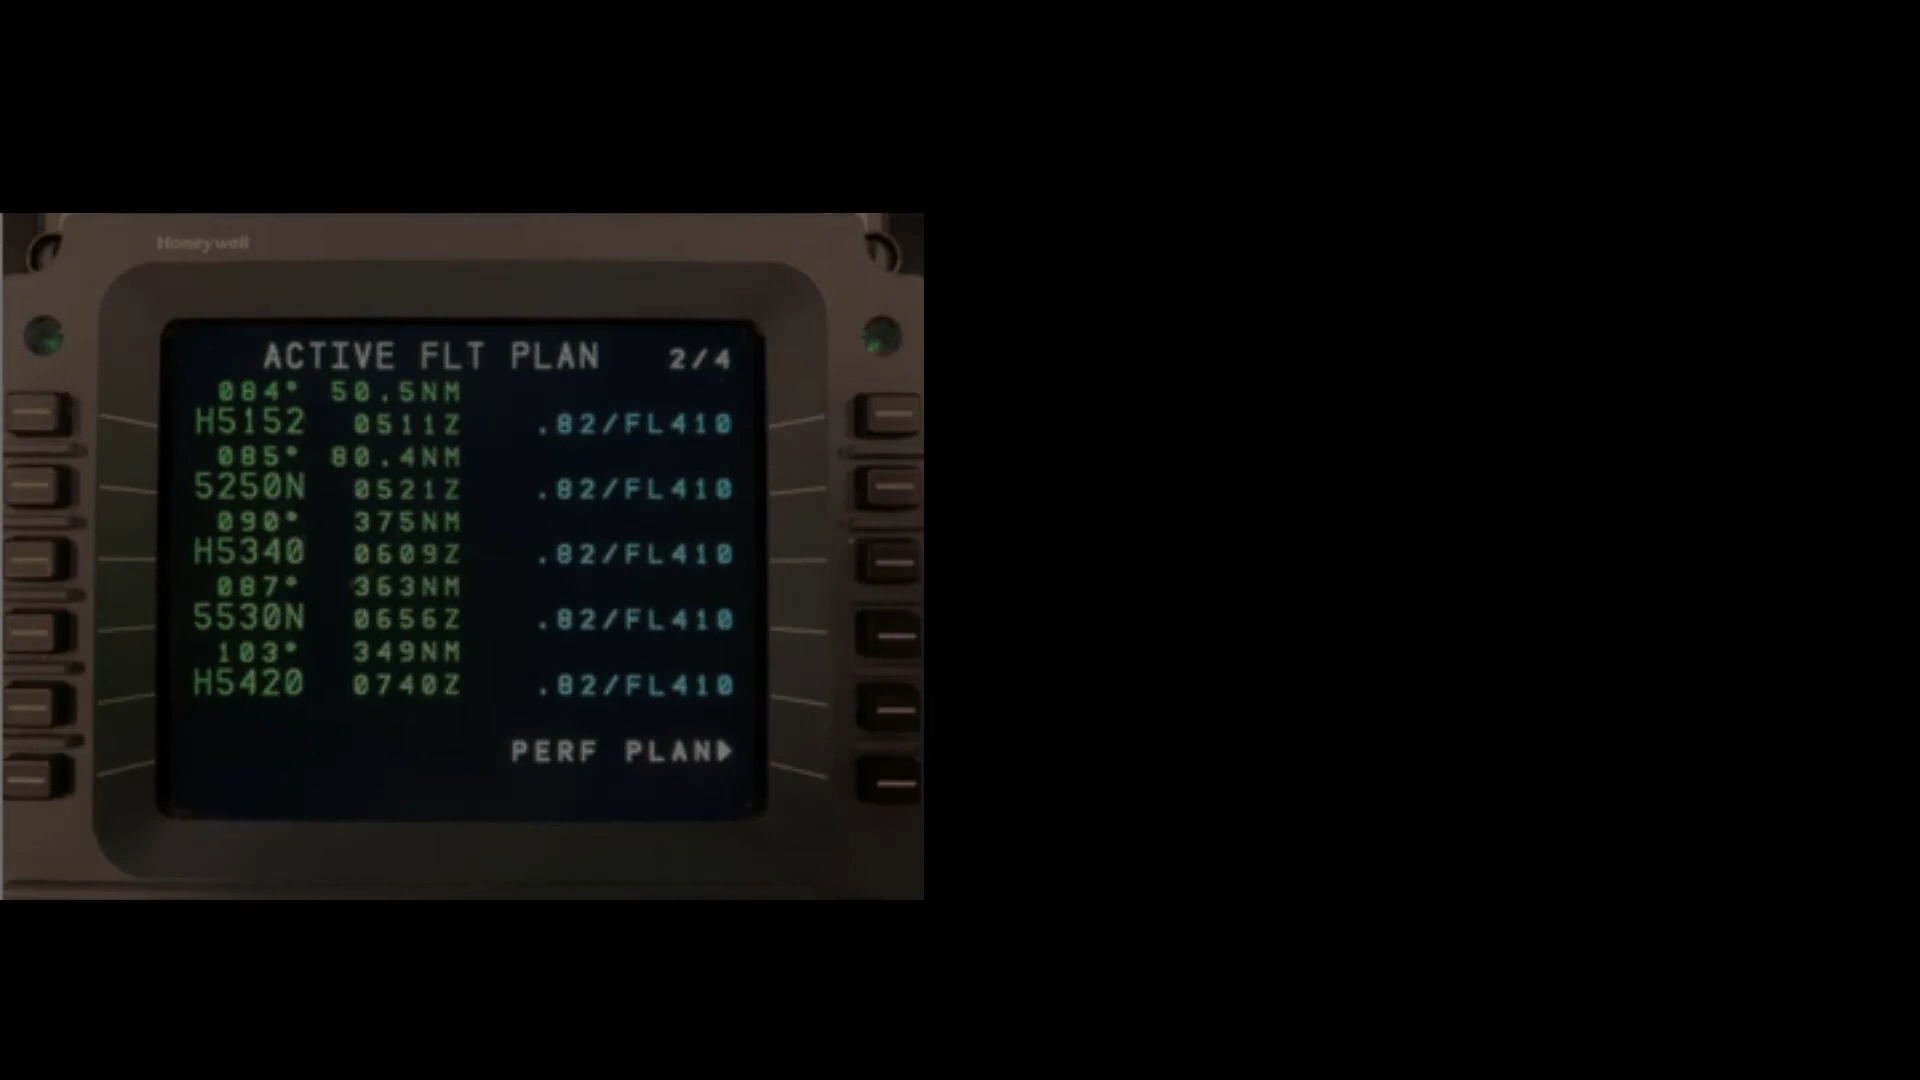 Honeywell
ACTIVE FLT PLAN 2/4
084° 50.5NM
H5152 0511Z .82/FL410
085° 80.4NM
5250N 0521Z .82/FL410
090° 375NM
H5340 0609Z .82/FL410
087° 363NM
5530N 0656Z .82/FL410
103° 349NM
H5420 0740Z .82/FL410
PERF PLAN▶